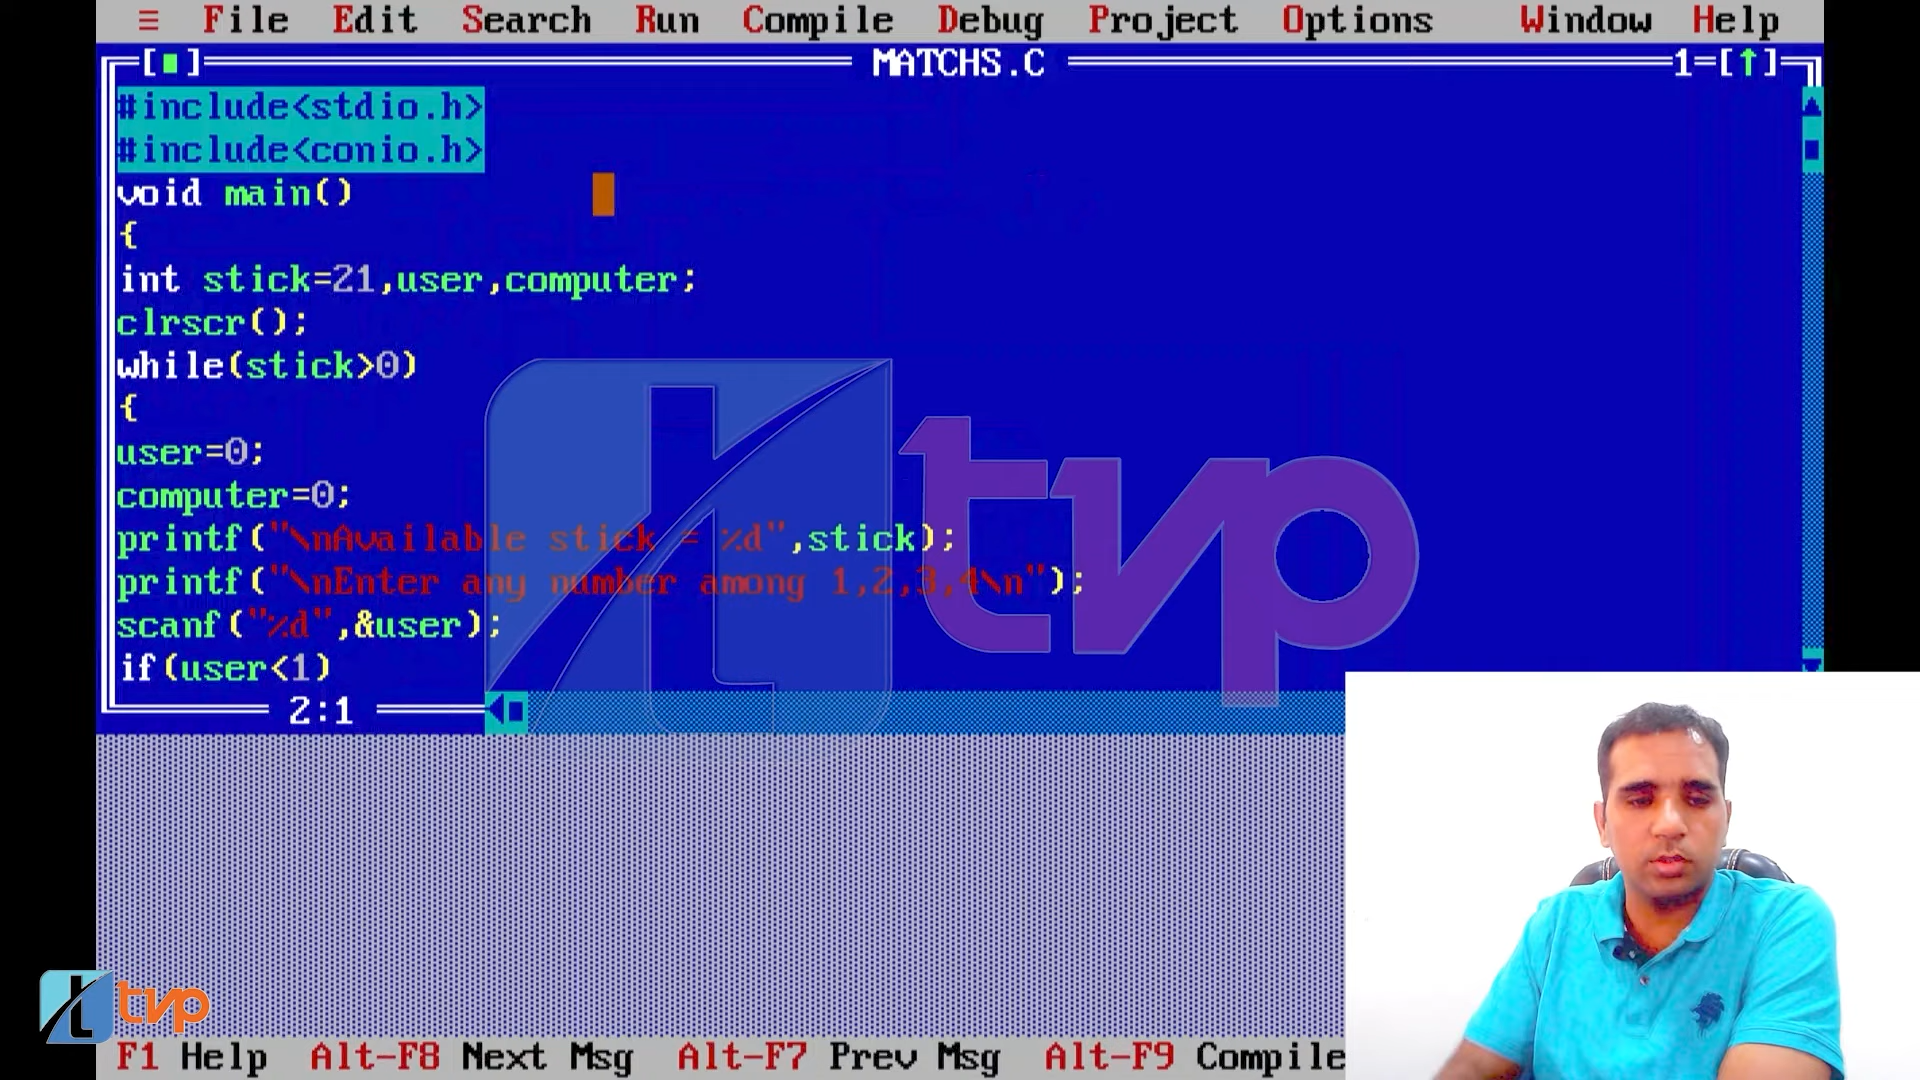 ≡ File Edit Search Run Compile Debug Project Options Window Help
[■] MATCHS.C 1=[↑]
#include<stdio.h>
#include<conio.h>
void main()
{
int stick=21,user,computer;
clrscr();
while(stick>0)
{
user=0;
computer=0;
printf("\nAvailable stick = %d",stick);
printf("\nEnter any number among 1,2,3,4\n");
scanf("%d",&user);
if(user<1)
2:1
tvp
tvp
F1 Help Alt-F8 Next Msg Alt-F7 Prev Msg Alt-F9 Compile